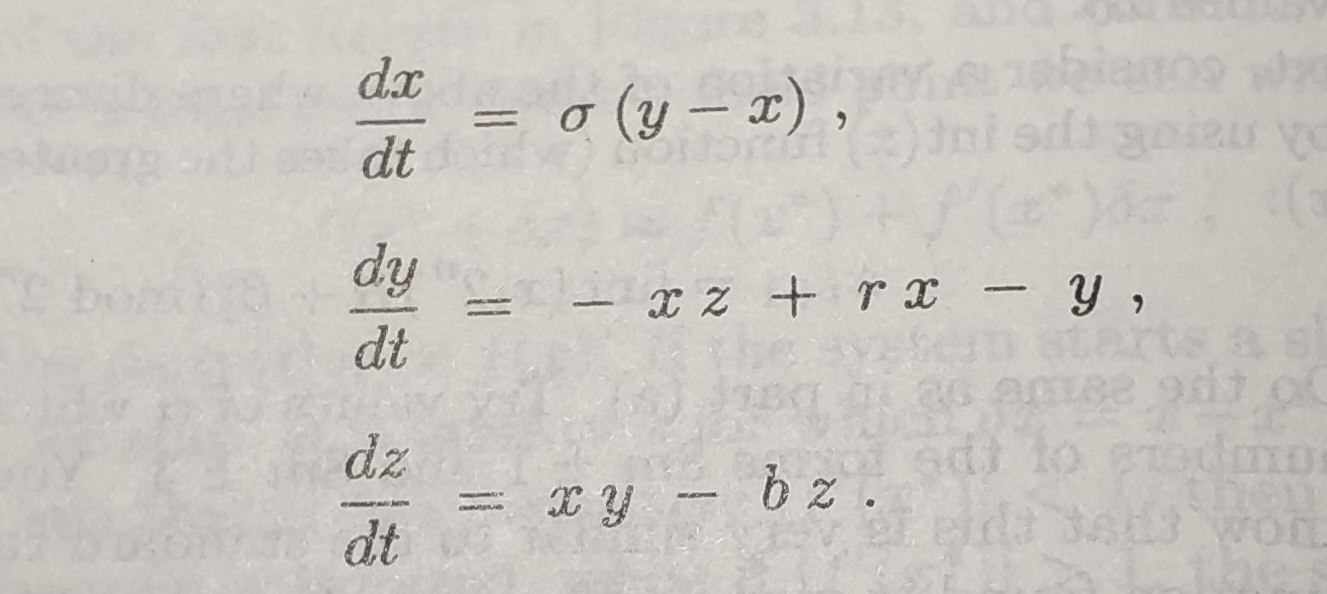 dx/dt = σ (y − x) ,
dy/dt = − x z + r x − y ,
dz/dt = x y − b z .